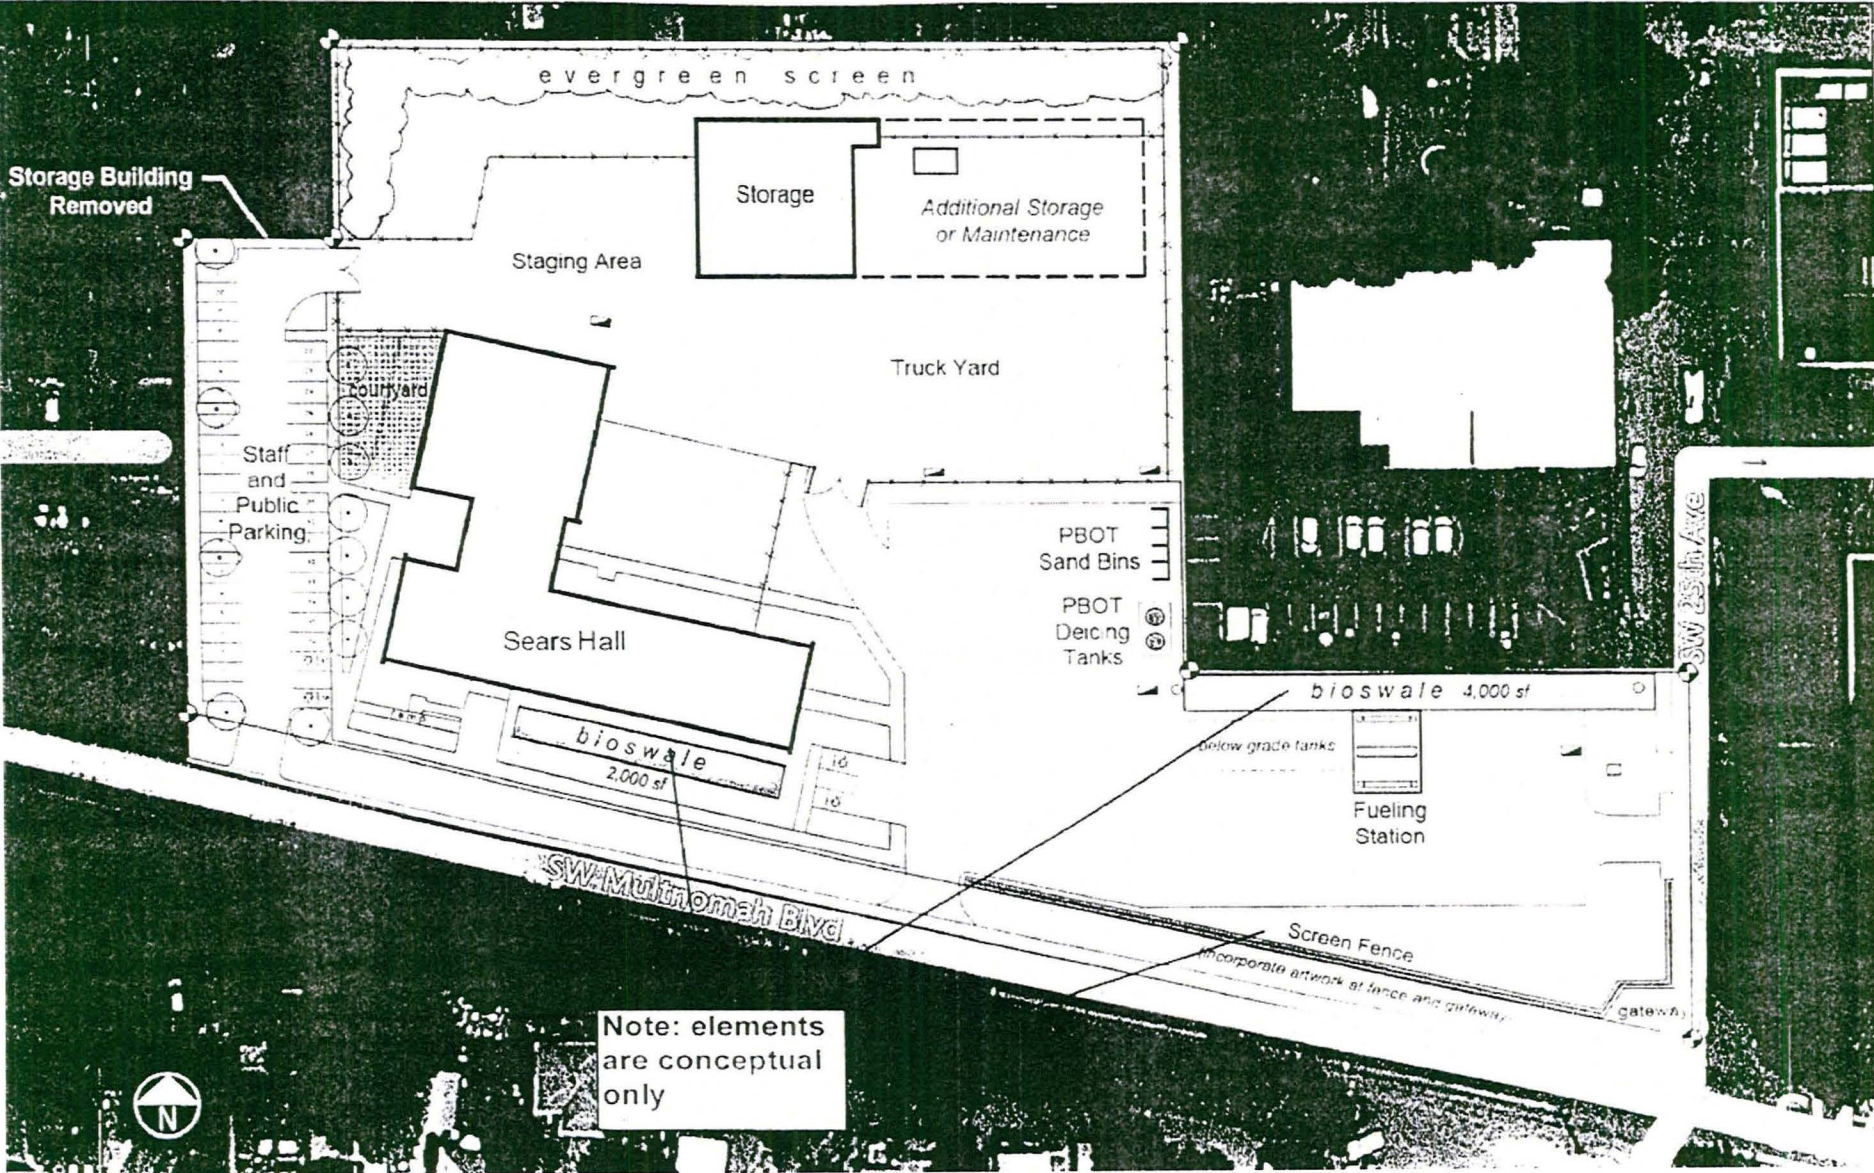 evergreen screen
Storage Building
Removed
Storage
Additional Storage
or Maintenance
Staging Area
Truck Yard
courtyard
Staff
and
Public
Parking
PBOT
Sand Bins
PBOT
Deicing
Tanks
Sears Hall
SW 25th Ave
bioswale 4,000 sf
ramp
bioswale
2,000 sf
below grade tanks
Fueling
Station
SW Multnomah Blvd
Screen Fence
(incorporate artwork at fence and gateway)
gateway
Note: elements
are conceptual
only
N